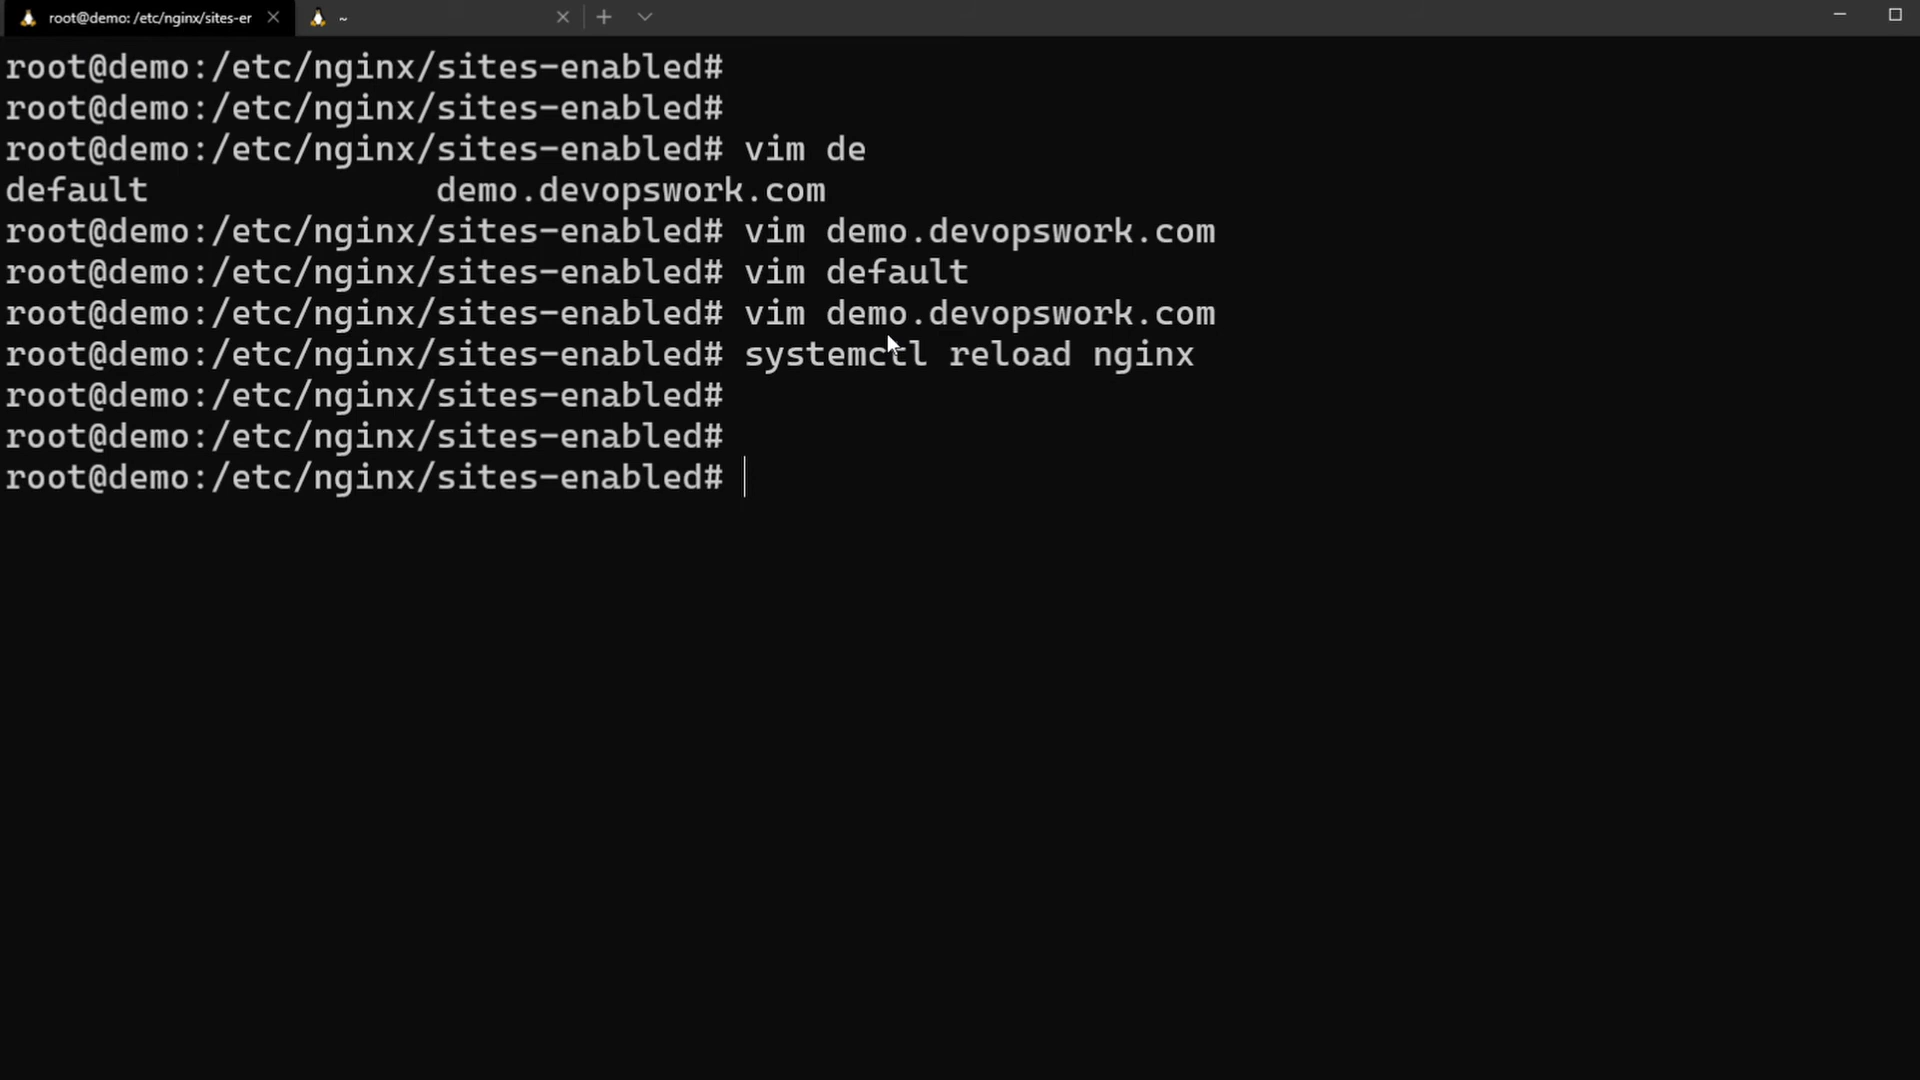 root@demo: /etc/nginx/sites-er
~
root@demo:/etc/nginx/sites-enabled#
root@demo:/etc/nginx/sites-enabled#
root@demo:/etc/nginx/sites-enabled# vim de
default demo.devopswork.com
root@demo:/etc/nginx/sites-enabled# vim demo.devopswork.com
root@demo:/etc/nginx/sites-enabled# vim default
root@demo:/etc/nginx/sites-enabled# vim demo.devopswork.com
root@demo:/etc/nginx/sites-enabled# systemctl reload nginx
root@demo:/etc/nginx/sites-enabled#
root@demo:/etc/nginx/sites-enabled#
root@demo:/etc/nginx/sites-enabled#